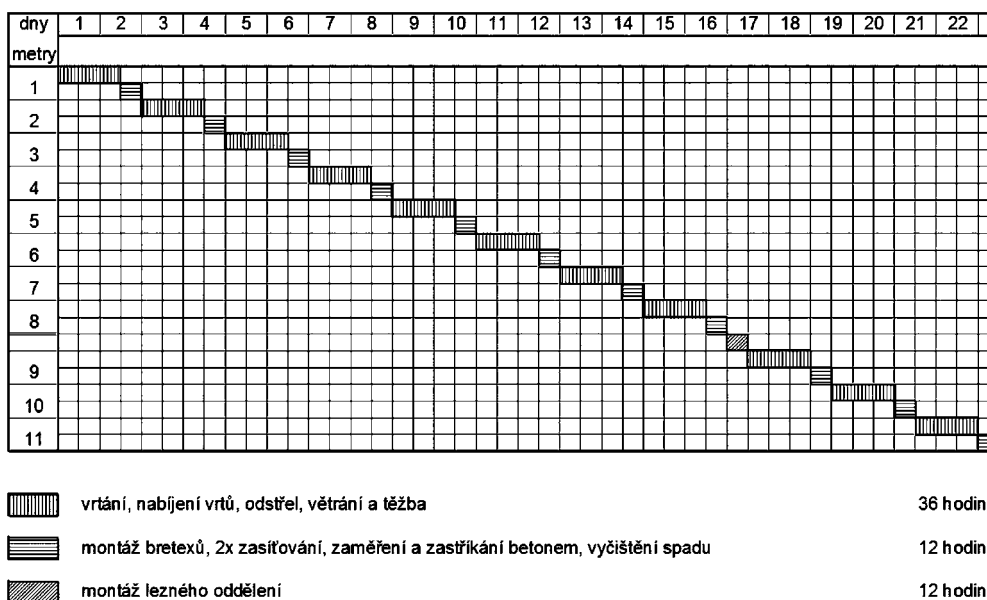 dny 1 2 3 4 5 6 7 8 9 10 11 12 13 14 15 16 17 18 19 20 21 22
metry
1
2
3
4
5
6
7
8
9
10
11
vrtání, nabíjení vrtů, odstřel, větrání a těžba 36 hodin
montáž bretexů, 2x zasíťování, zaměření a zastříkání betonem, vyčištění spadu 12 hodin
montáž lezného oddělení 12 hodin